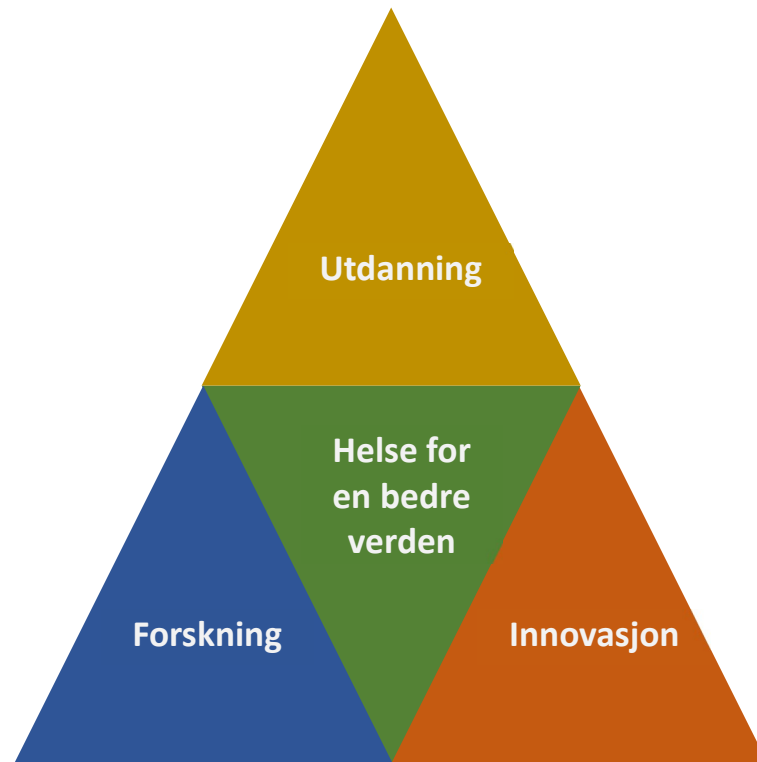 Utdanning
Helse for
en bedre
verden
Forskning
Innovasjon